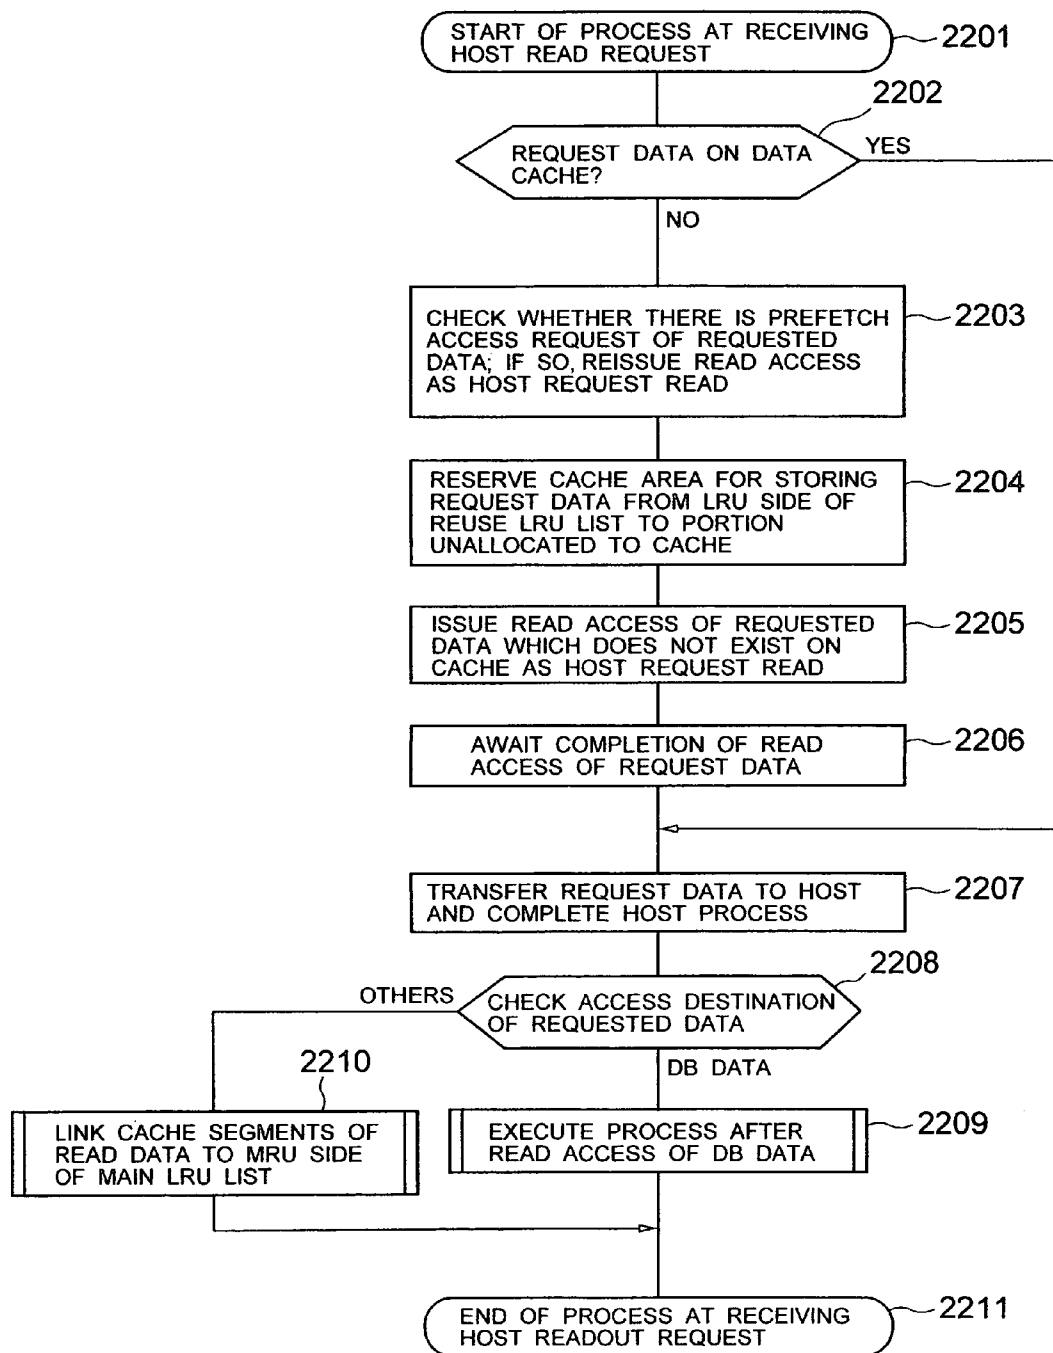 START OF PROCESS AT RECEIVING
HOST READ REQUEST
2201
2202
REQUEST DATA ON DATA
CACHE?
YES
NO
CHECK WHETHER THERE IS PREFETCH
ACCESS REQUEST OF REQUESTED
DATA; IF SO, REISSUE READ ACCESS
AS HOST REQUEST READ
2203
RESERVE CACHE AREA FOR STORING
REQUEST DATA FROM LRU SIDE OF
REUSE LRU LIST TO PORTION
UNALLOCATED TO CACHE
2204
ISSUE READ ACCESS OF REQUESTED
DATA WHICH DOES NOT EXIST ON
CACHE AS HOST REQUEST READ
2205
AWAIT COMPLETION OF READ
ACCESS OF REQUEST DATA
2206
TRANSFER REQUEST DATA TO HOST
AND COMPLETE HOST PROCESS
2207
2208
OTHERS
CHECK ACCESS DESTINATION
OF REQUESTED DATA
DB DATA
2210
LINK CACHE SEGMENTS OF
READ DATA TO MRU SIDE
OF MAIN LRU LIST
EXECUTE PROCESS AFTER
READ ACCESS OF DB DATA
2209
END OF PROCESS AT RECEIVING
HOST READOUT REQUEST
2211